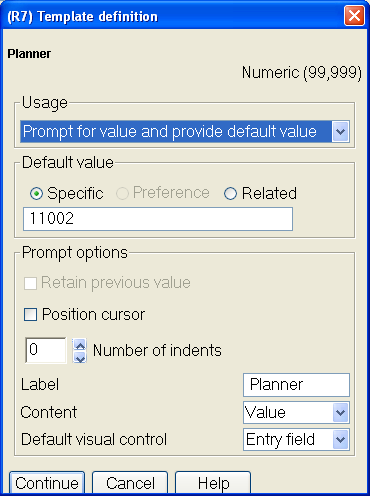 (R7) Template definition
Planner
Numeric (99,999)
Usage
Prompt for value and provide default value
Default value
Specific Preference Related
11002
Prompt options
Retain previous value
Position cursor
0 Number of indents
Label Planner
Content Value
Default visual control Entry field
Continue Cancel Help